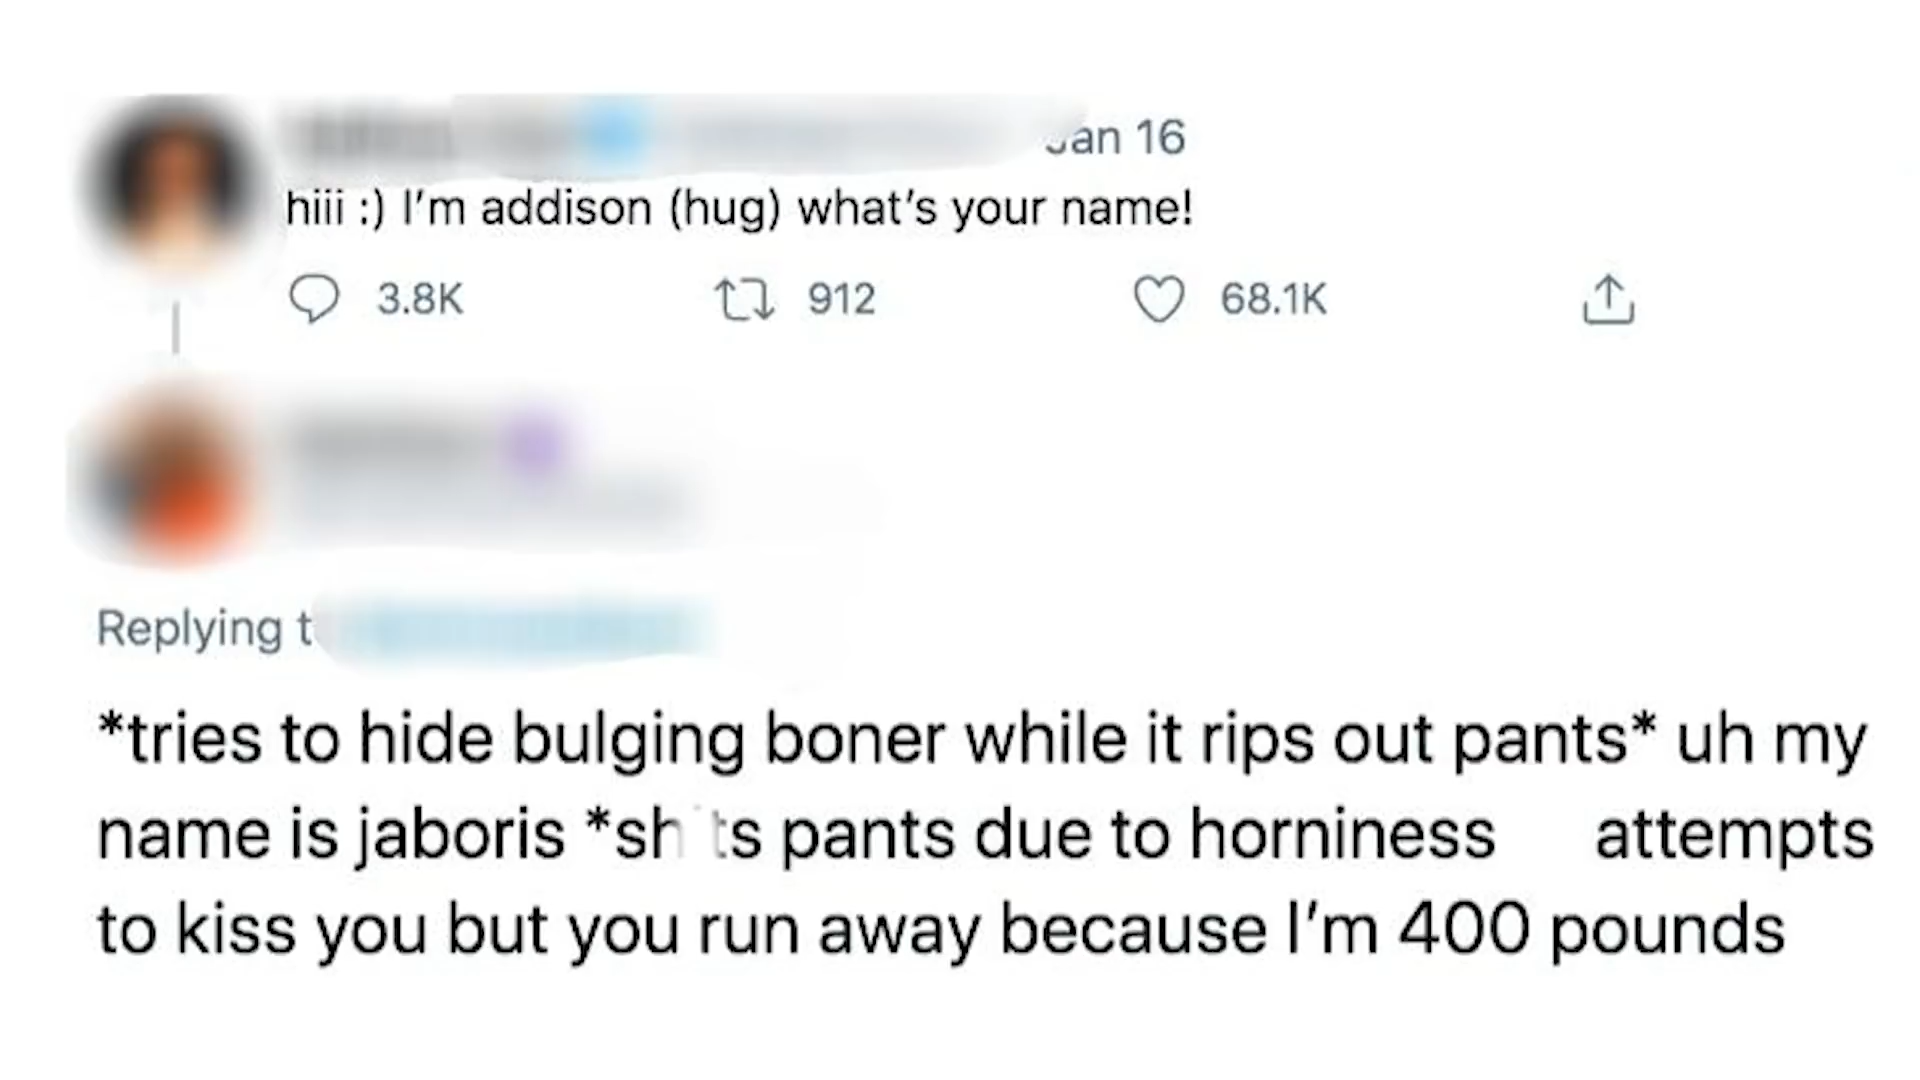 Jan 16
hiii :) I'm addison (hug) what's your name!
3.8K 912 68.1K
Replying t
*tries to hide bulging boner while it rips out pants* uh my
name is jaboris *sh ts pants due to horniness attempts
to kiss you but you run away because I'm 400 pounds